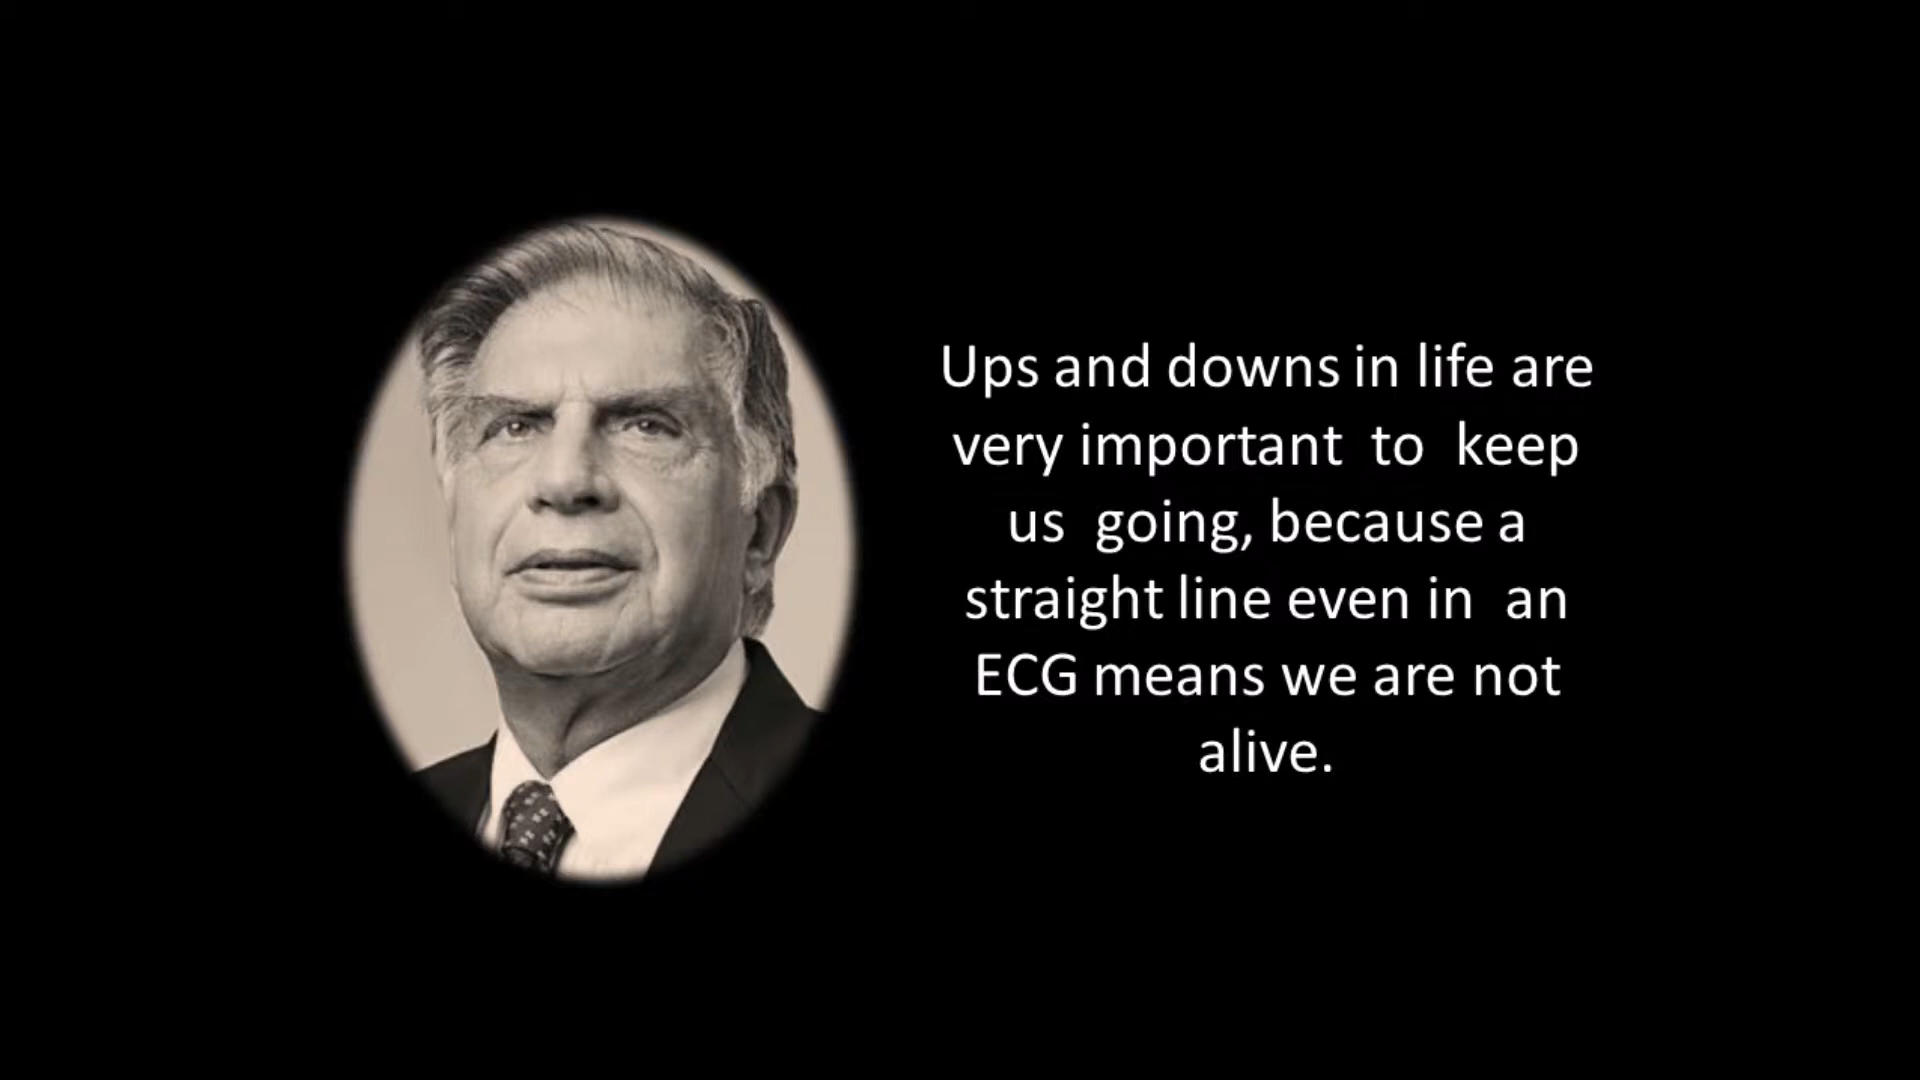 Ups and downs in life are
very important  to  keep
us  going, because a
straight line even in  an
ECG means we are not
alive.